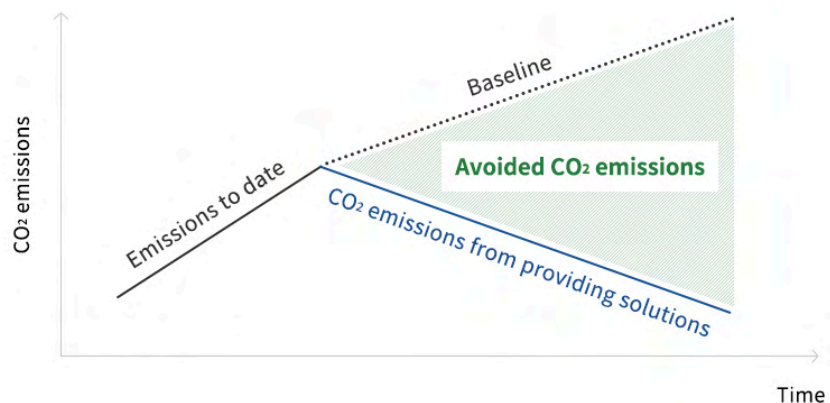 Baseline
Avoided CO₂ emissions
Emissions to date
CO₂ emissions
CO₂ emissions from providing solutions
Time